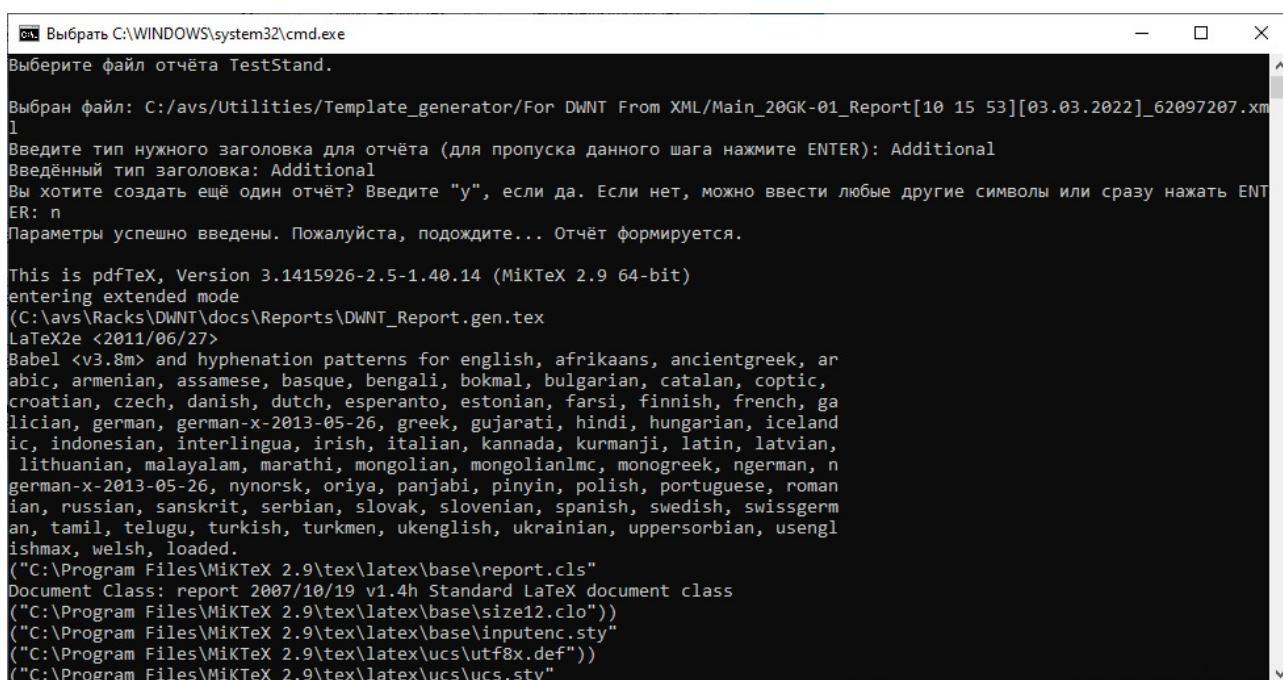 Выбрать C:\WINDOWS\system32\cmd.exe
Выберите файл отчёта TestStand.
Выбран файл: C:/avs/Utilities/Template_generator/For DWNT From XML/Main_20GK-01_Report[10 15 53][03.03.2022]_62097207.xm
l
Введите тип нужного заголовка для отчёта (для пропуска данного шага нажмите ENTER): Additional
Введённый тип заголовка: Additional
Вы хотите создать ещё один отчёт? Введите "y", если да. Если нет, можно ввести любые другие символы или сразу нажать ENT
ER: n
Параметры успешно введены. Пожалуйста, подождите... Отчёт формируется.
This is pdfTeX, Version 3.1415926-2.5-1.40.14 (MiKTeX 2.9 64-bit)
entering extended mode
(C:\avs\Racks\DWNT\docs\Reports\DWNT_Report.gen.tex
LaTeX2e <2011/06/27>
Babel <v3.8m> and hyphenation patterns for english, afrikaans, ancientgreek, ar
abic, armenian, assamese, basque, bengali, bokmal, bulgarian, catalan, coptic,
croatian, czech, danish, dutch, esperanto, estonian, farsi, finnish, french, ga
lician, german, german-x-2013-05-26, greek, gujarati, hindi, hungarian, iceland
ic, indonesian, interlingua, irish, italian, kannada, kurmanji, latin, latvian,
 lithuanian, malayalam, marathi, mongolian, mongolianlmc, monogreek, ngerman, n
german-x-2013-05-26, nynorsk, oriya, panjabi, pinyin, polish, portuguese, roman
ian, russian, sanskrit, serbian, slovak, slovenian, spanish, swedish, swissgerm
an, tamil, telugu, turkish, turkmen, ukenglish, ukrainian, uppersorbian, usengl
ishmax, welsh, loaded.
("C:\Program Files\MiKTeX 2.9\tex\latex\base\report.cls"
Document Class: report 2007/10/19 v1.4h Standard LaTeX document class
("C:\Program Files\MiKTeX 2.9\tex\latex\base\size12.clo"))
("C:\Program Files\MiKTeX 2.9\tex\latex\base\inputenc.sty"
("C:\Program Files\MiKTeX 2.9\tex\latex\ucs\utf8x.def"))
("C:\Program Files\MiKTeX 2.9\tex\latex\ucs\ucs.sty"